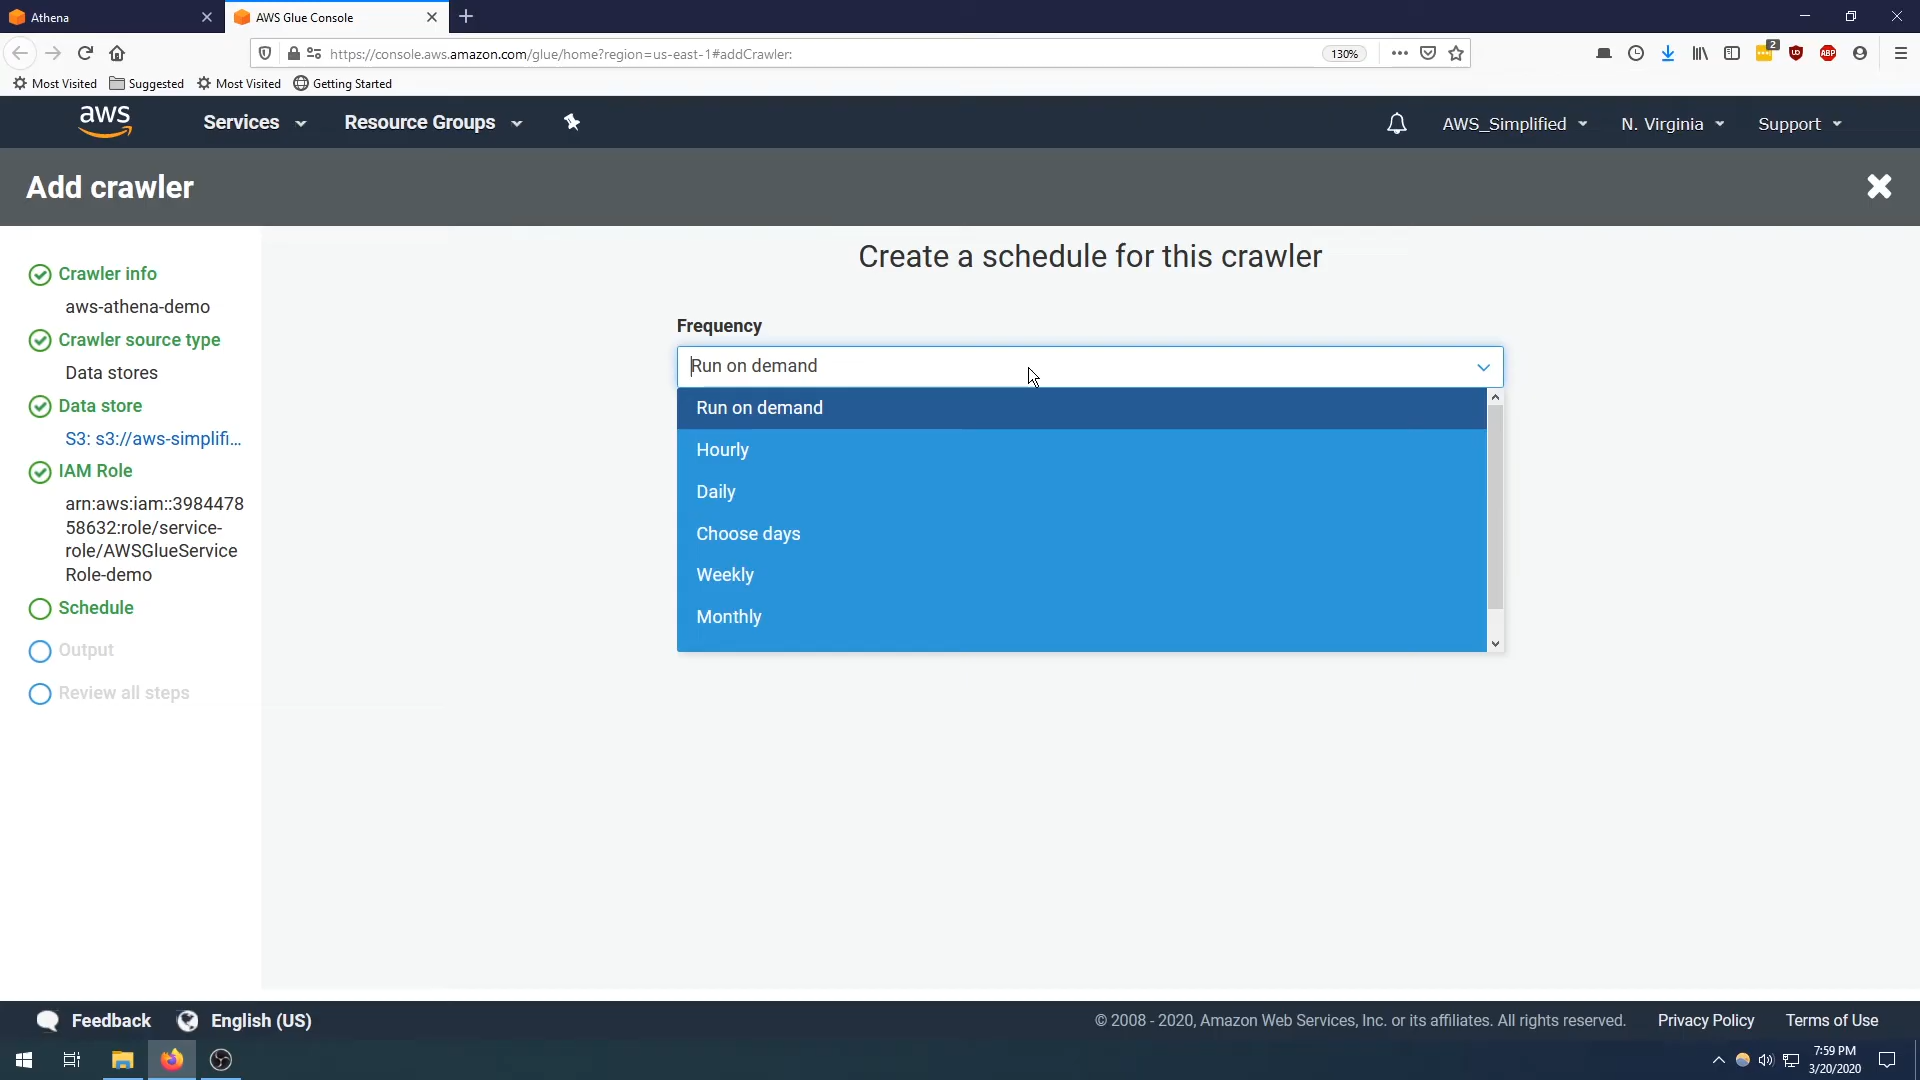 Athena
AWS Glue Console
https://console.aws.amazon.com/glue/home?region=us-east-1#addCrawler:
130%
2
ABP
Most Visited
Suggested
Most Visited
Getting Started
aws
Services
Resource Groups
AWS_Simplified
N. Virginia
Support
Add crawler
Create a schedule for this crawler
Crawler info
aws-athena-demo
Crawler source type
Data stores
Data store
S3: s3://aws-simplifi...
IAM Role
arn:aws:iam::3984478
58632:role/service-
role/AWSGlueService
Role-demo
Schedule
Output
Review all steps
Frequency
Run on demand
Run on demand
Hourly
Daily
Choose days
Weekly
Monthly
Feedback
English (US)
© 2008 - 2020, Amazon Web Services, Inc. or its affiliates. All rights reserved.
Privacy Policy
Terms of Use
7:59 PM
3/20/2020